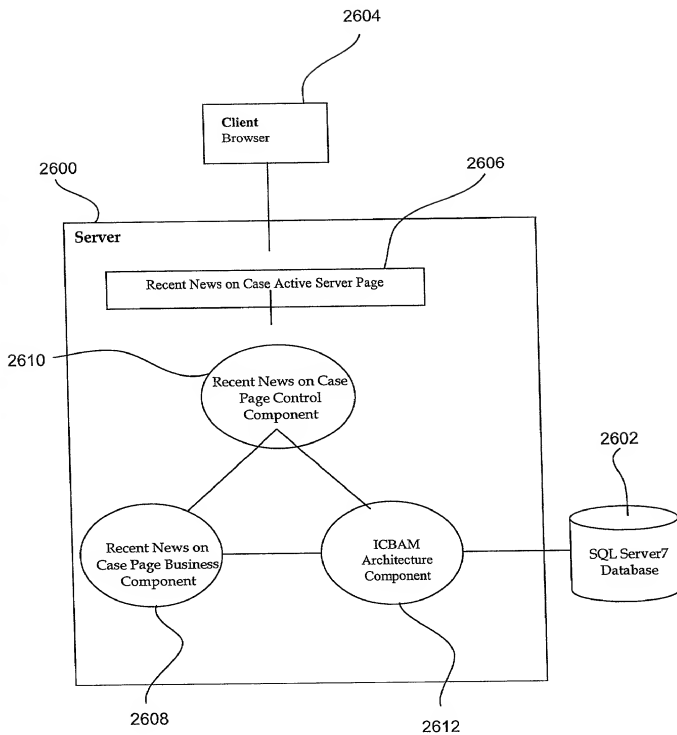 2604
Client
Browser
2600
2606
Server
Recent News on Case Active Server Page
2610
Recent News on Case
Page Control
Component
2602
SQL Server7
Database
Recent News on
Case Page Business
Component
ICBAM
Architecture
Component
2608
2612